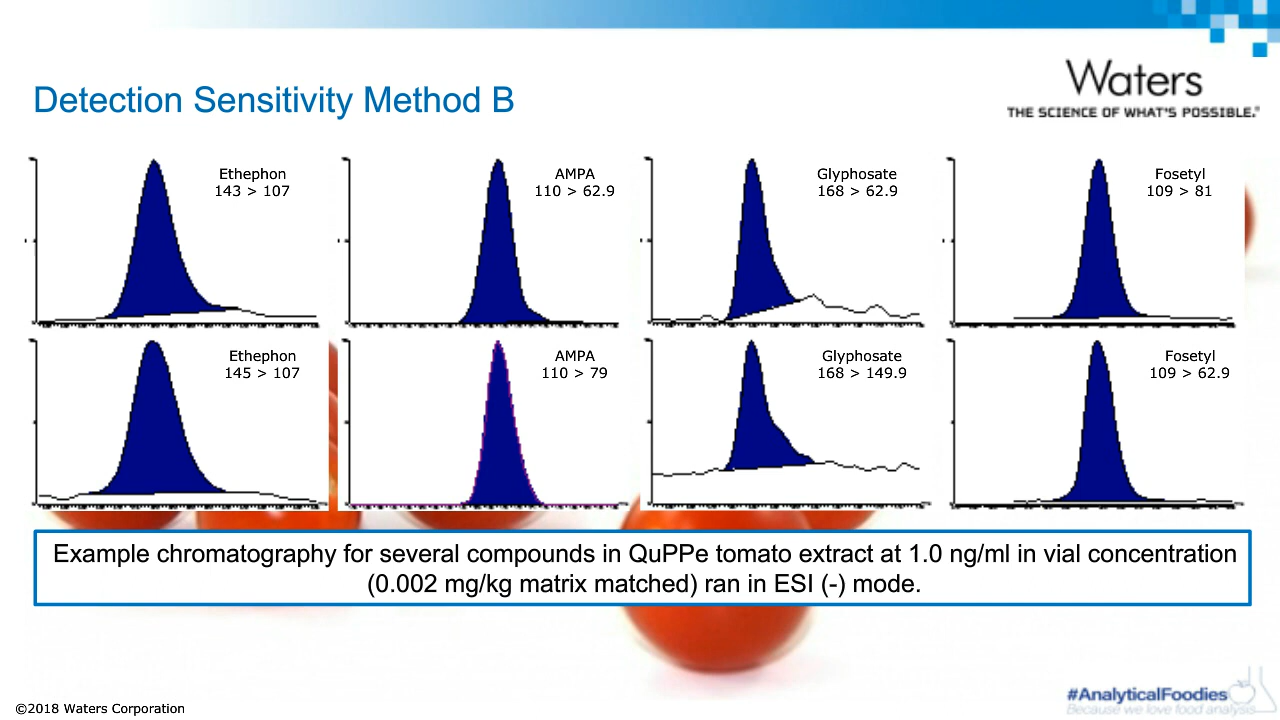 Waters
THE SCIENCE OF WHAT'S POSSIBLE.®
Detection Sensitivity Method B
Ethephon
143 > 107
AMPA
110 > 62.9
Glyphosate
168 > 62.9
Fosetyl
109 > 81
Ethephon
145 > 107
AMPA
110 > 79
Glyphosate
168 > 149.9
Fosetyl
109 > 62.9
Example chromatography for several compounds in QuPPe tomato extract at 1.0 ng/ml in vial concentration
(0.002 mg/kg matrix matched) ran in ESI (-) mode.
©2018 Waters Corporation
#AnalyticalFoodies
Because we love food analysis